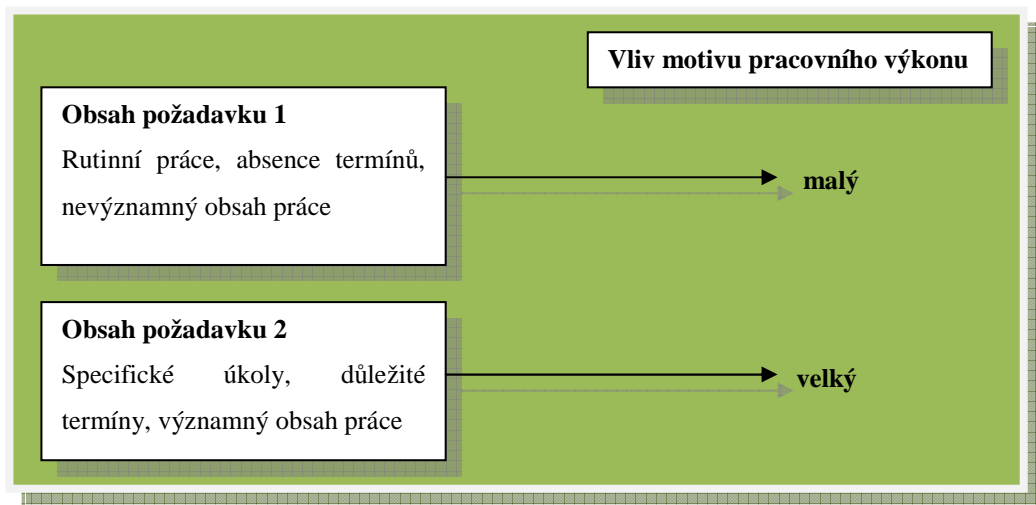 Vliv motivu pracovního výkonu
Obsah požadavku 1
Rutinní práce, absence termínů,
nevýznamný obsah práce
malý
Obsah požadavku 2
Specifické úkoly, důležité
termíny, významný obsah práce
velký